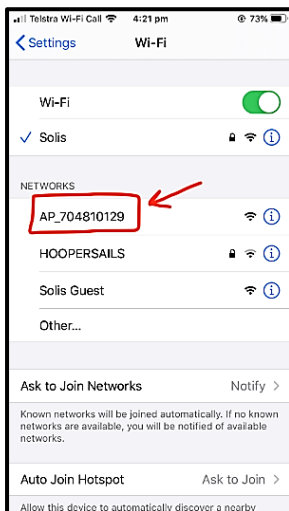 Telstra Wi-Fi Call 4:21 pm 73%
Settings Wi-Fi
Wi-Fi
Solis
NETWORKS
AP_704810129
HOOPERSAILS
Solis Guest
Other...
Ask to Join Networks Notify
Known networks will be joined automatically. If no known
networks are available, you will be notified of available
networks.
Auto Join Hotspot Ask to Join
Allow this device to automatically discover a nearby